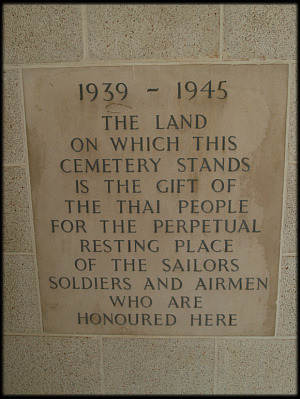 1939 - 1945
THE LAND
ON WHICH THIS
CEMETERY STANDS
IS THE GIFT OF
THE THAI PEOPLE
FOR THE PERPETUAL
RESTING PLACE
OF THE SAILORS
SOLDIERS AND AIRMEN
WHO ARE
HONOURED HERE